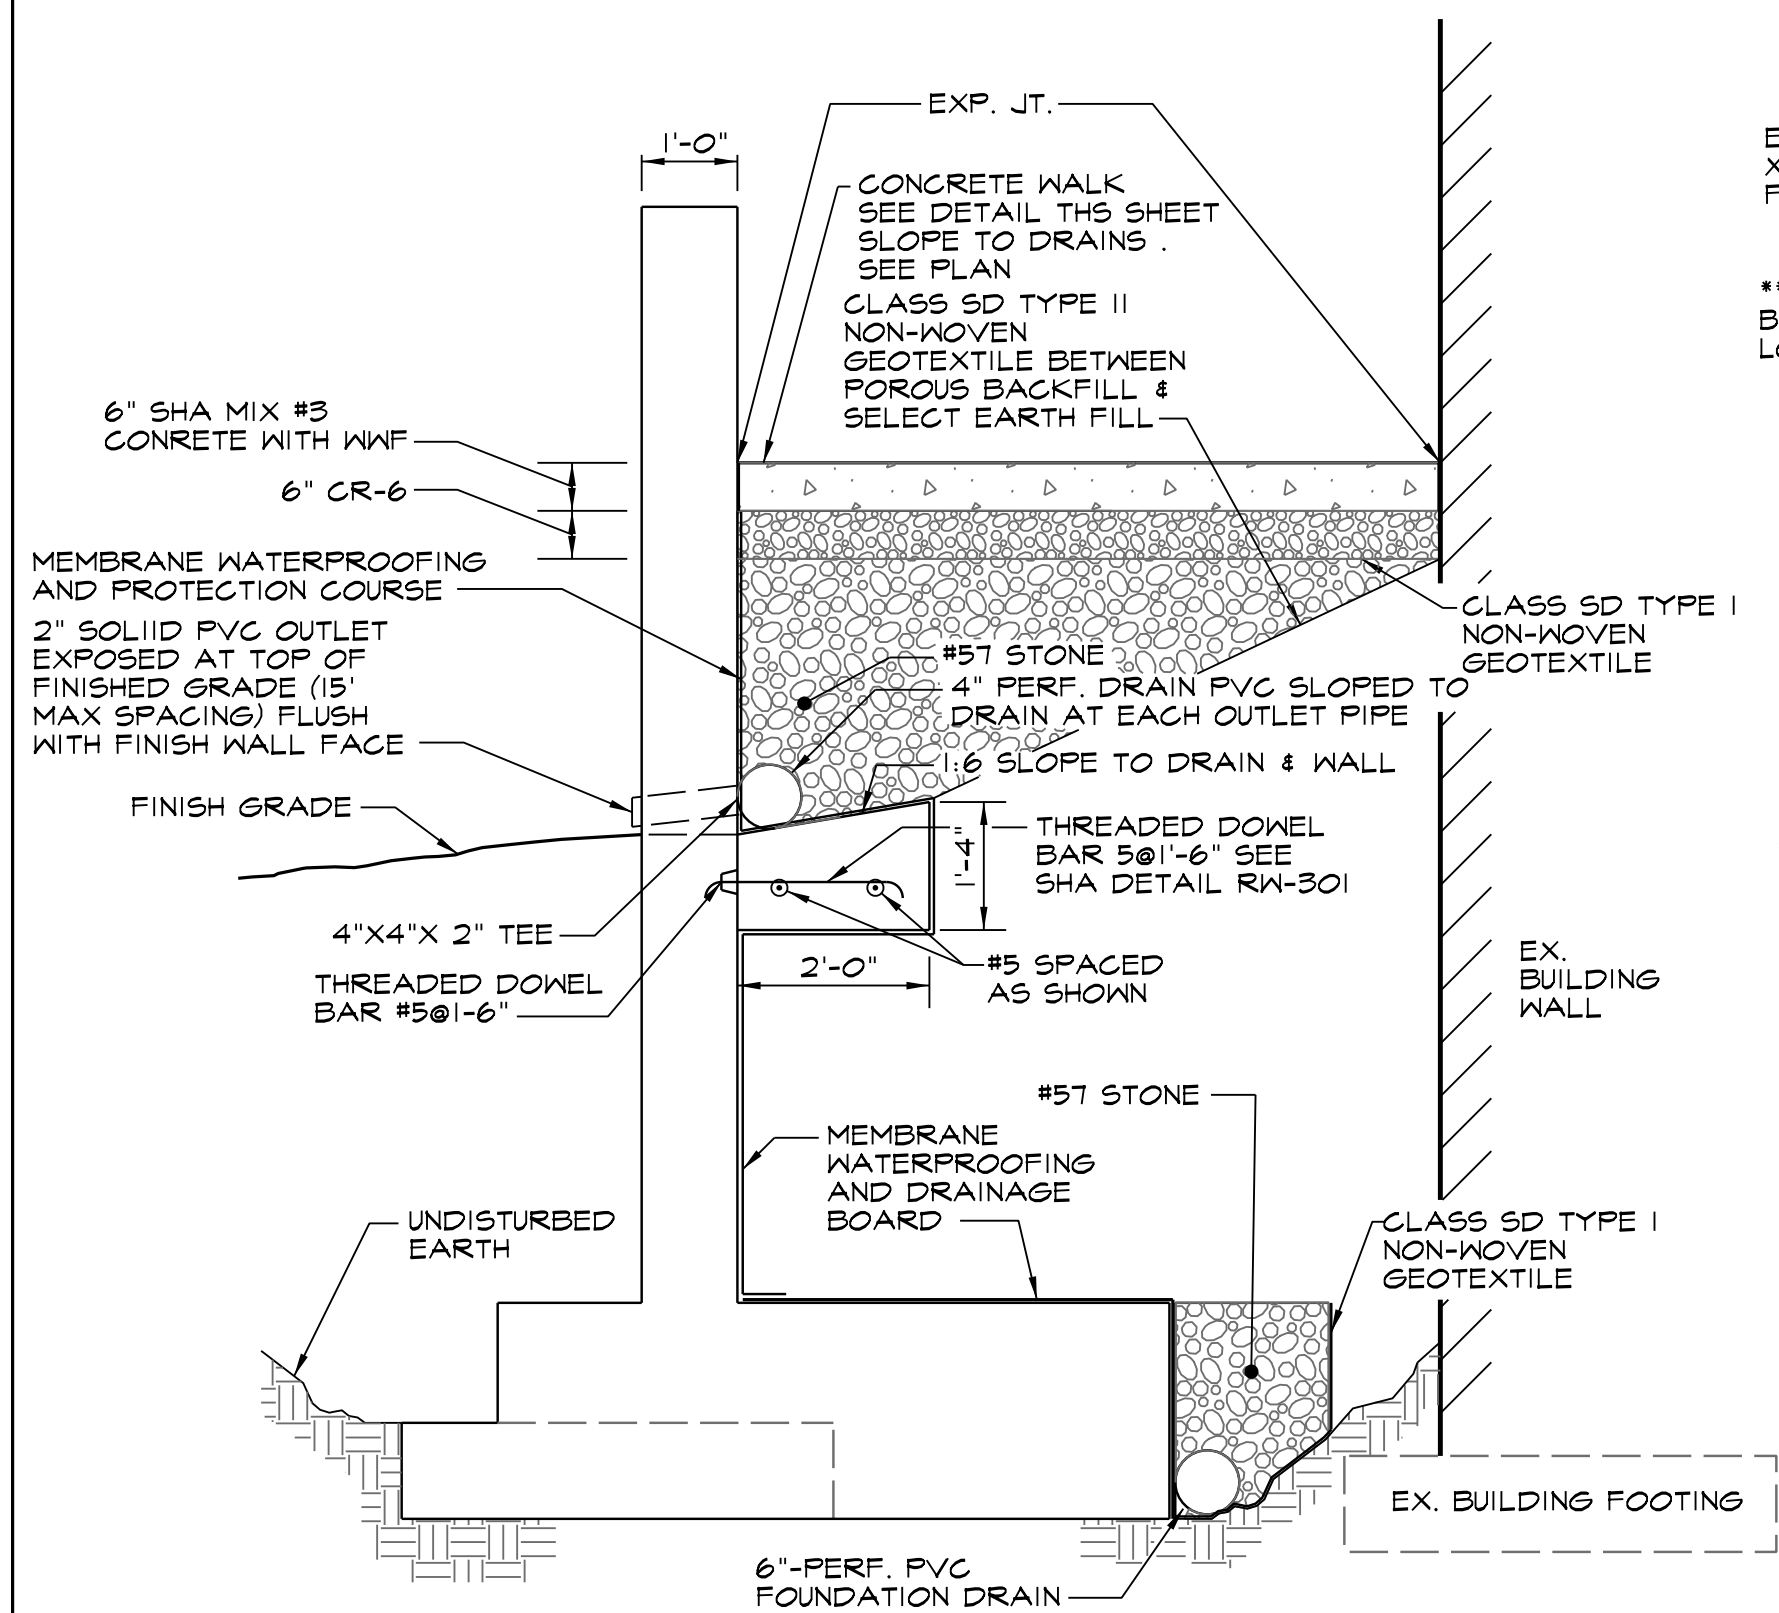 EXP. JT.
1'-0"
CONCRETE WALK
SEE DETAIL THS SHEET
SLOPE TO DRAINS .
SEE PLAN
CLASS SD TYPE II
NON-WOVEN
GEOTEXTILE BETWEEN
POROUS BACKFILL &
SELECT EARTH FILL
6" SHA MIX #3
CONRETE WITH WWF
6" CR-6
MEMBRANE WATERPROOFING
AND PROTECTION COURSE
2" SOLIID PVC OUTLET
EXPOSED AT TOP OF
FINISHED GRADE (15'
MAX SPACING) FLUSH
WITH FINISH WALL FACE
FINISH GRADE
CLASS SD TYPE I
NON-WOVEN
GEOTEXTILE
#57 STONE
4" PERF. DRAIN PVC SLOPED TO
DRAIN AT EACH OUTLET PIPE
1:6 SLOPE TO DRAIN & WALL
THREADED DOWEL
BAR 5@1'-6" SEE
SHA DETAIL RW-301
1'-4"
4"X4"X 2" TEE
THREADED DOWEL
BAR #5@1-6"
2'-0"
#5 SPACED
AS SHOWN
EX.
BUILDING
WALL
#57 STONE
MEMBRANE
WATERPROOFING
AND DRAINAGE
BOARD
UNDISTURBED
EARTH
CLASS SD TYPE I
NON-WOVEN
GEOTEXTILE
EX. BUILDING FOOTING
6"-PERF. PVC
FOUNDATION DRAIN